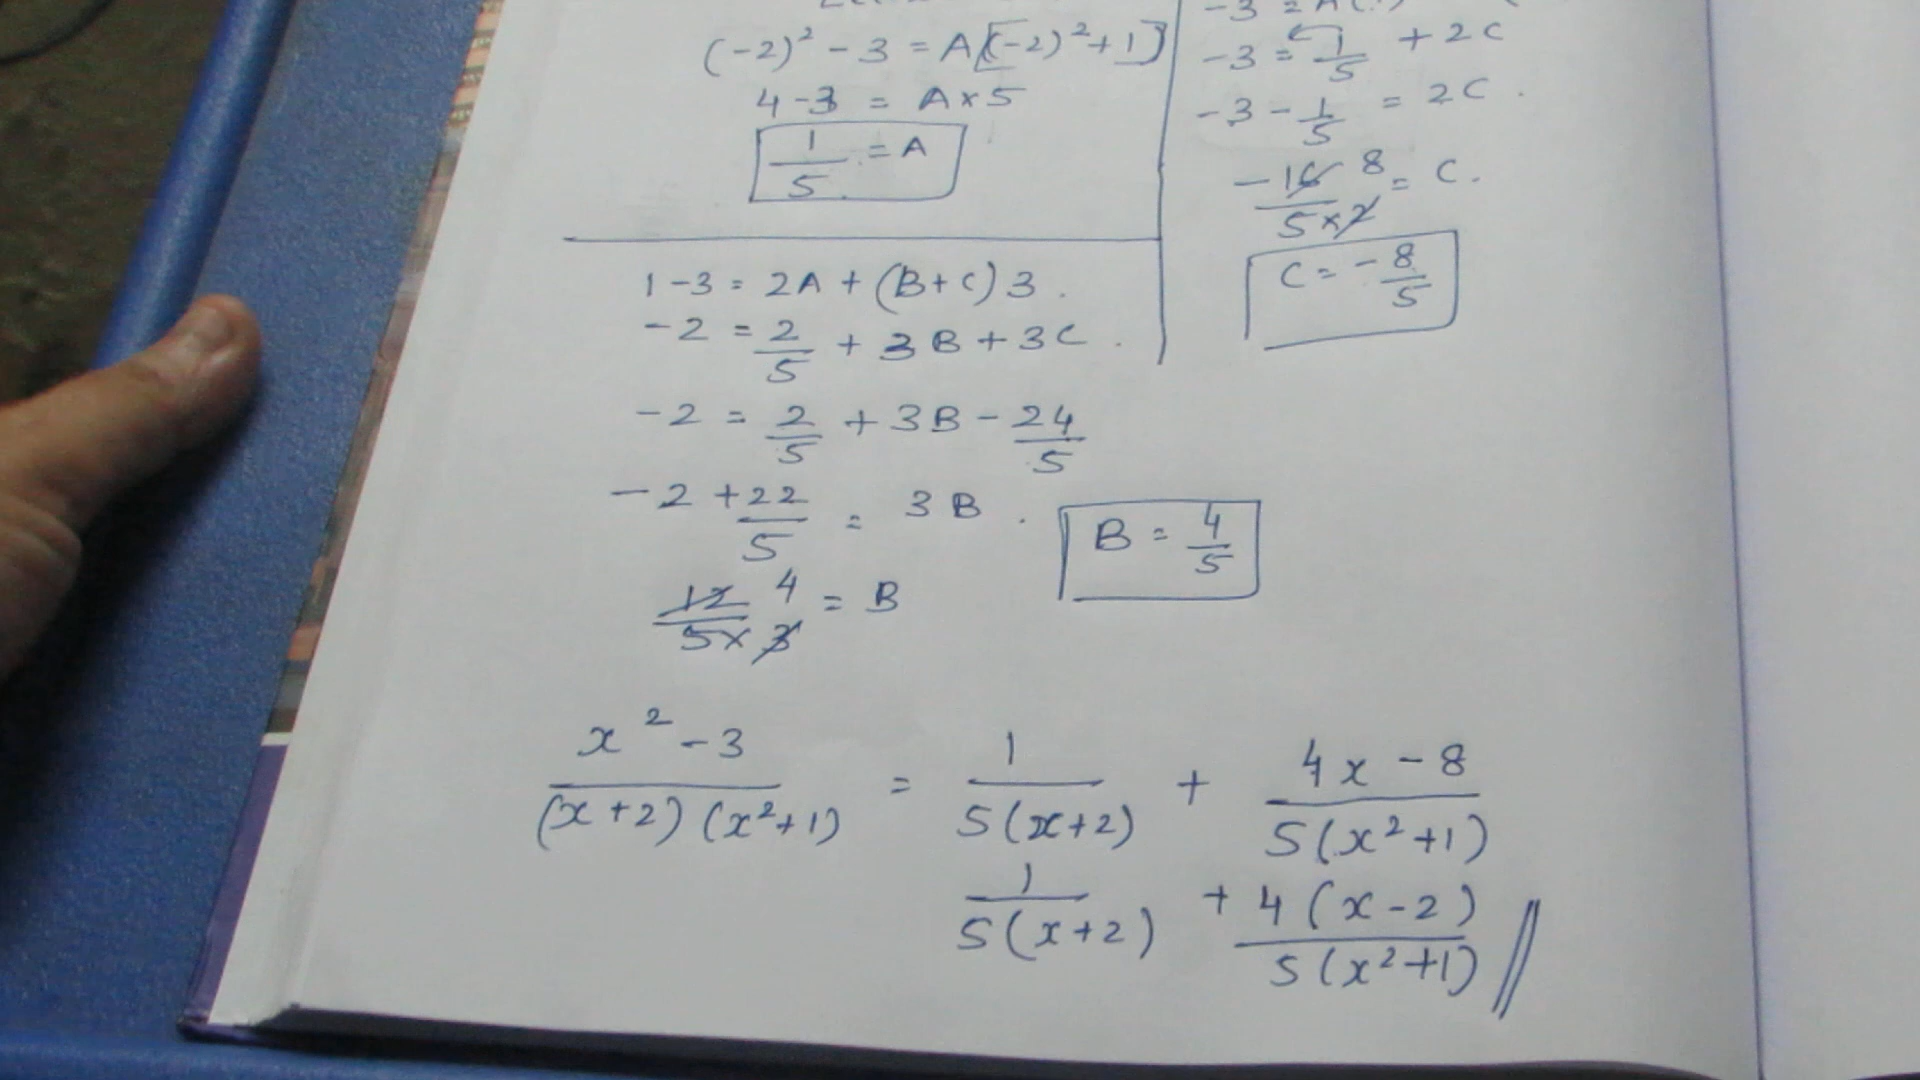 (-2)² - 3 = A[(-2)² + 1]
4 - 3 = A × 5
1/5 = A
-3 = 1/5 + 2C
-3 - 1/5 = 2C.
-16 8/5×2 = C.
C = -8/5
1 - 3 = 2A + (B + C) 3.
-2 = 2/5 + 3B + 3C.
-2 = 2/5 + 3B - 24/5
-2 + 22/5 = 3B.
12 4/5×3 = B
B = 4/5
x² - 3/(x+2)(x²+1) = 1/5(x+2) + 4x - 8/5(x²+1)
1/5(x+2) + 4(x-2)/5(x²+1)